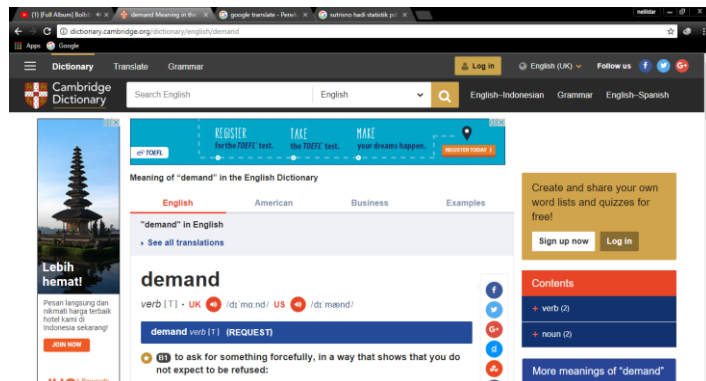 (1) [Full Album] Bolbb
demand Meaning in the
google translate - Penelu
sutrisno hadi statistik pdf
nelistar
dictionary.cambridge.org/dictionary/english/demand
Apps Google
Dictionary Translate Grammar Log in English (UK) Follow us
Cambridge
Dictionary
Search English English English–Indonesian Grammar English–Spanish
TOEFL
REGISTER
for the TOEFL® test.
TAKE
the TOEFL® test.
MAKE
your dreams happen.
REGISTER TODAY
Meaning of “demand” in the English Dictionary
English American Business Examples
"demand" in English
See all translations
demand
verb [T] • UK /dɪˈmɑːnd/ US /dɪˈmænd/
demand verb [T] (REQUEST)
B1 to ask for something forcefully, in a way that shows that you do
not expect to be refused:
Lebih
hemat!
Pesan langsung dan
nikmati harga terbaik
hotel kami di
Indonesia sekarang!
JOIN NOW
Create and share your own
word lists and quizzes for
free!
Sign up now Log in
Contents
+ verb (2)
+ noun (2)
More meanings of “demand”